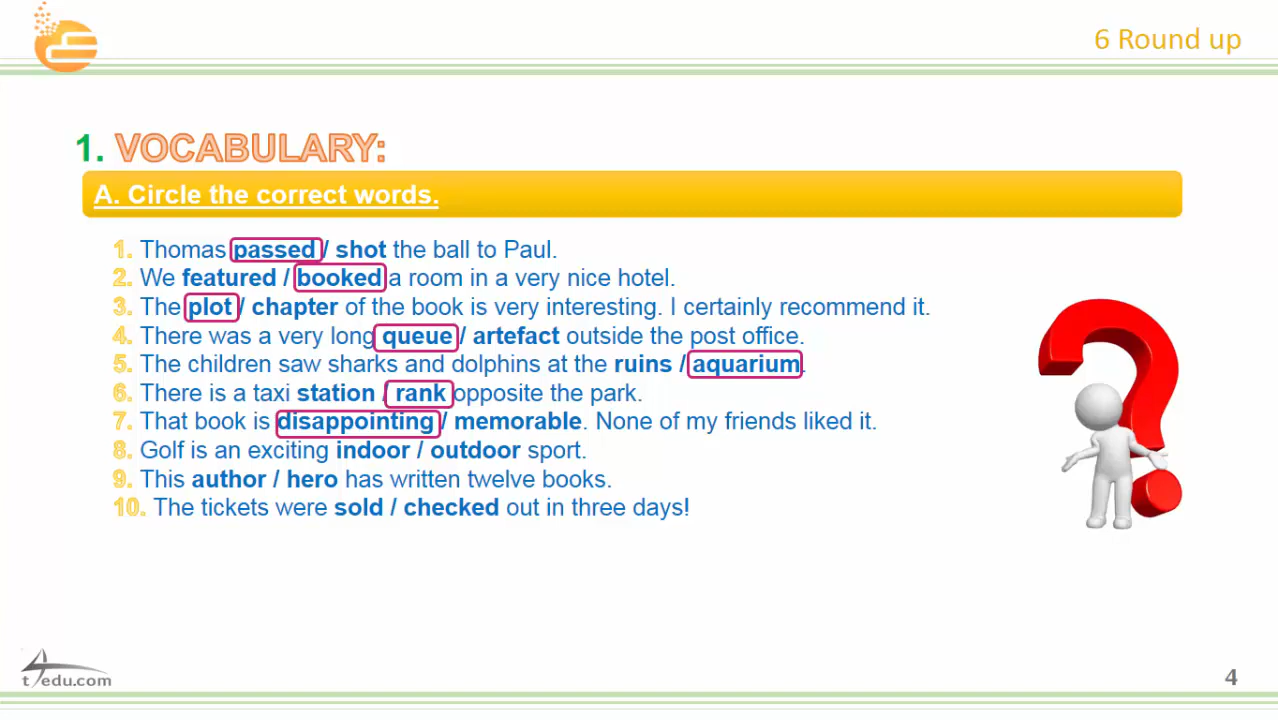 6 Round up
1. VOCABULARY:
A. Circle the correct words.
1. Thomas passed / shot the ball to Paul.
2. We featured / booked a room in a very nice hotel.
3. The plot / chapter of the book is very interesting. I certainly recommend it.
4. There was a very long queue / artefact outside the post office.
5. The children saw sharks and dolphins at the ruins / aquarium.
6. There is a taxi station / rank opposite the park.
7. That book is disappointing / memorable. None of my friends liked it.
8. Golf is an exciting indoor / outdoor sport.
9. This author / hero has written twelve books.
10. The tickets were sold / checked out in three days!
t4edu.com
4